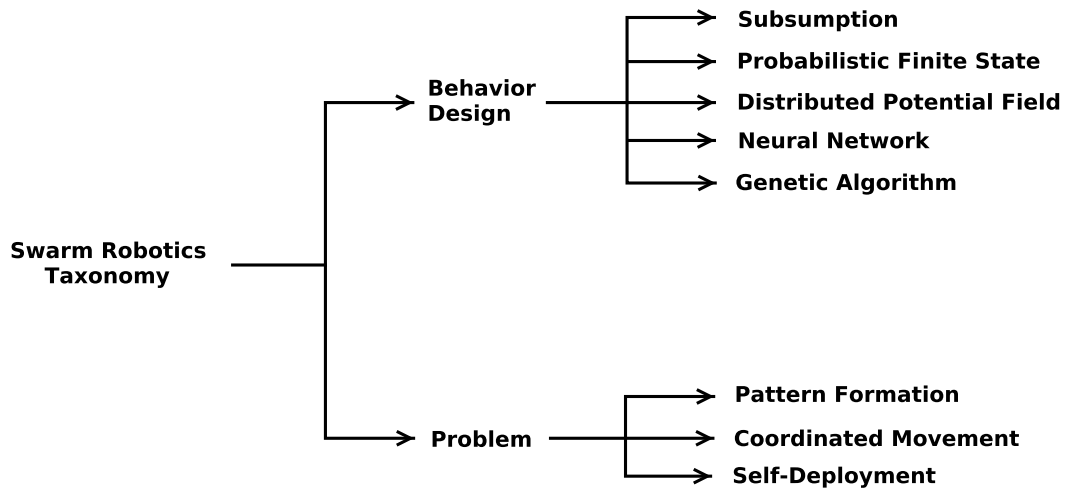 Swarm Robotics
Taxonomy
Behavior
Design
Subsumption
Probabilistic Finite State
Distributed Potential Field
Neural Network
Genetic Algorithm
Problem
Pattern Formation
Coordinated Movement
Self-Deployment